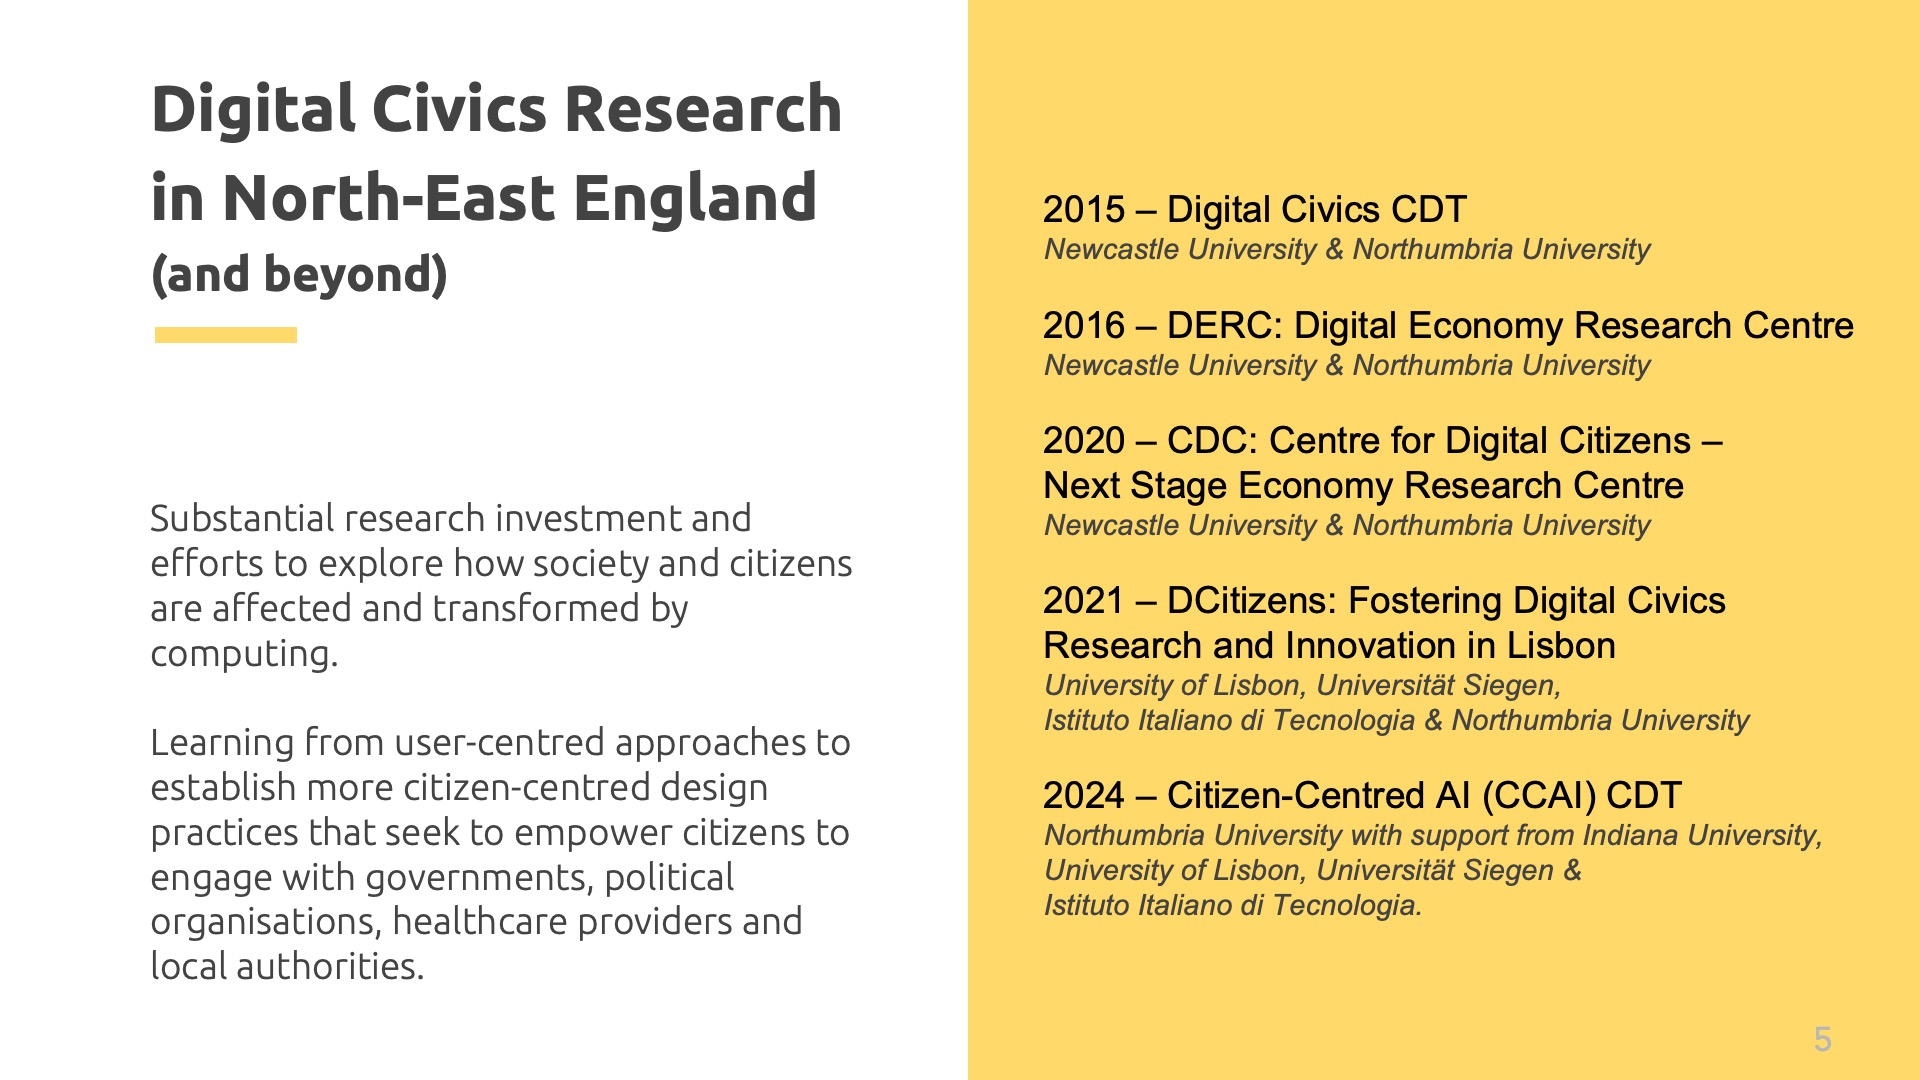 Digital Civics Research
in North-East England
(and beyond)
Substantial research investment and
efforts to explore how society and citizens
are affected and transformed by
computing.
Learning from user-centred approaches to
establish more citizen-centred design
practices that seek to empower citizens to
engage with governments, political
organisations, healthcare providers and
local authorities.
2015 – Digital Civics CDT
Newcastle University & Northumbria University
2016 – DERC: Digital Economy Research Centre
Newcastle University & Northumbria University
2020 – CDC: Centre for Digital Citizens –
Next Stage Economy Research Centre
Newcastle University & Northumbria University
2021 – DCitizens: Fostering Digital Civics
Research and Innovation in Lisbon
University of Lisbon, Universität Siegen,
Istituto Italiano di Tecnologia & Northumbria University
2024 – Citizen-Centred AI (CCAI) CDT
Northumbria University with support from Indiana University,
University of Lisbon, Universität Siegen &
Istituto Italiano di Tecnologia.
5